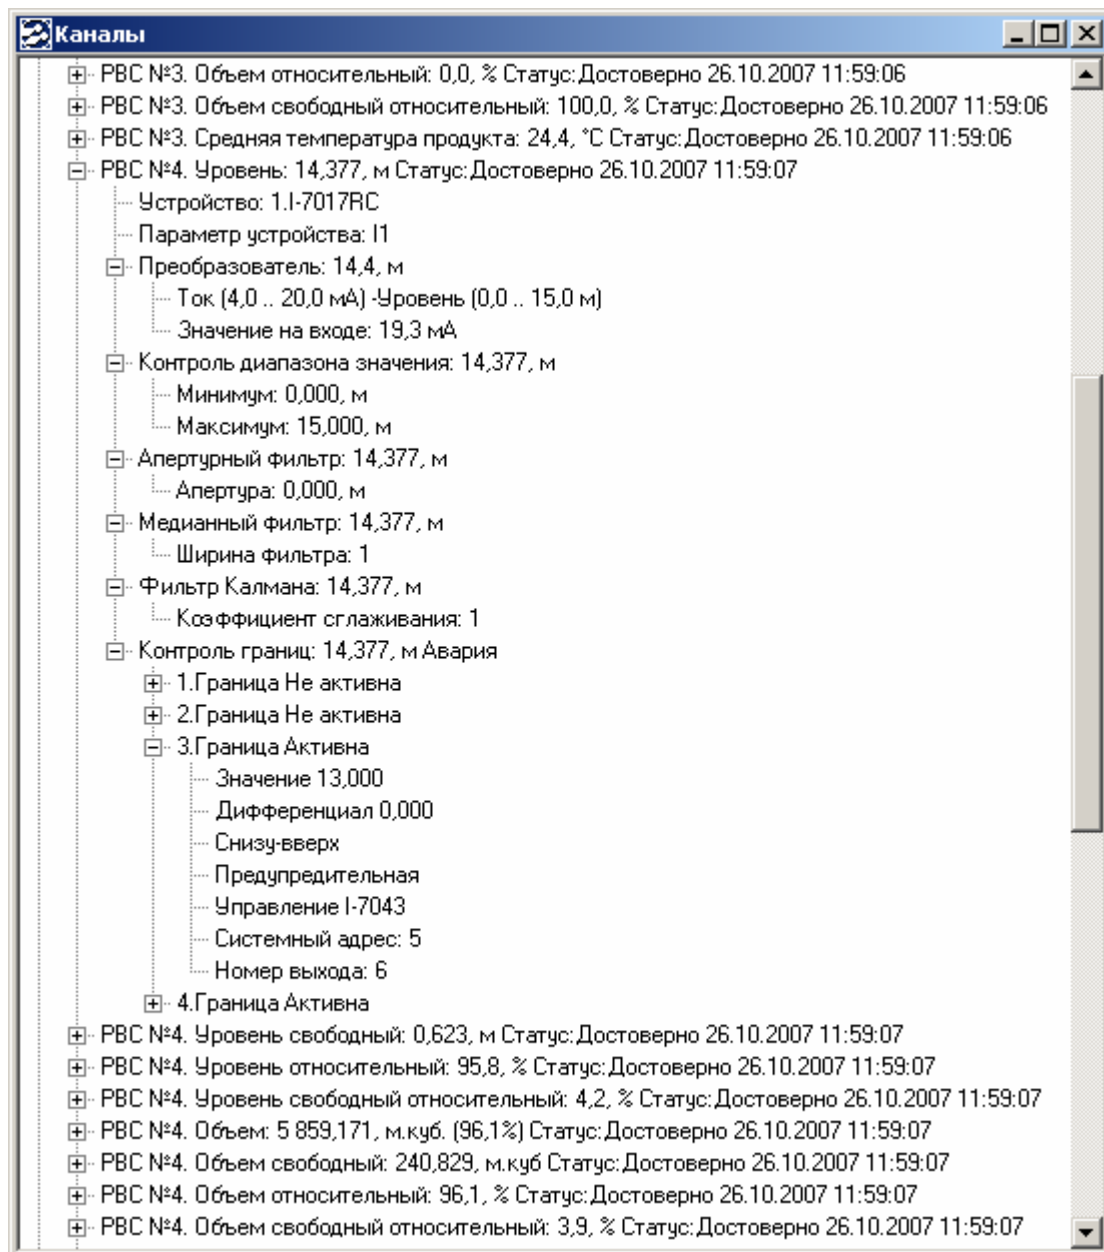 Каналы
РВС №3. Объем относительный: 0,0, % Статус:Достоверно 26.10.2007 11:59:06
РВС №3. Объем свободный относительный: 100,0, % Статус:Достоверно 26.10.2007 11:59:06
РВС №3. Средняя температура продукта: 24,4, °С Статус:Достоверно 26.10.2007 11:59:06
РВС №4. Уровень: 14,377, м Статус:Достоверно 26.10.2007 11:59:07
Устройство: 1.I-7017RC
Параметр устройства: I1
Преобразователь: 14,4, м
Ток (4,0 .. 20,0 мА) -Уровень (0,0 .. 15,0 м)
Значение на входе: 19,3 мА
Контроль диапазона значения: 14,377, м
Минимум: 0,000, м
Максимум: 15,000, м
Апертурный фильтр: 14,377, м
Апертура: 0,000, м
Медианный фильтр: 14,377, м
Ширина фильтра: 1
Фильтр Калмана: 14,377, м
Коэффициент сглаживания: 1
Контроль границ: 14,377, м Авария
1.Граница Не активна
2.Граница Не активна
3.Граница Активна
Значение 13,000
Дифференциал 0,000
Снизу-вверх
Предупредительная
Управление I-7043
Системный адрес: 5
Номер выхода: 6
4.Граница Активна
РВС №4. Уровень свободный: 0,623, м Статус:Достоверно 26.10.2007 11:59:07
РВС №4. Уровень относительный: 95,8, % Статус:Достоверно 26.10.2007 11:59:07
РВС №4. Уровень свободный относительный: 4,2, % Статус:Достоверно 26.10.2007 11:59:07
РВС №4. Объем: 5 859,171, м.куб. (96,1%) Статус:Достоверно 26.10.2007 11:59:07
РВС №4. Объем свободный: 240,829, м.куб Статус:Достоверно 26.10.2007 11:59:07
РВС №4. Объем относительный: 96,1, % Статус:Достоверно 26.10.2007 11:59:07
РВС №4. Объем свободный относительный: 3,9, % Статус:Достоверно 26.10.2007 11:59:07